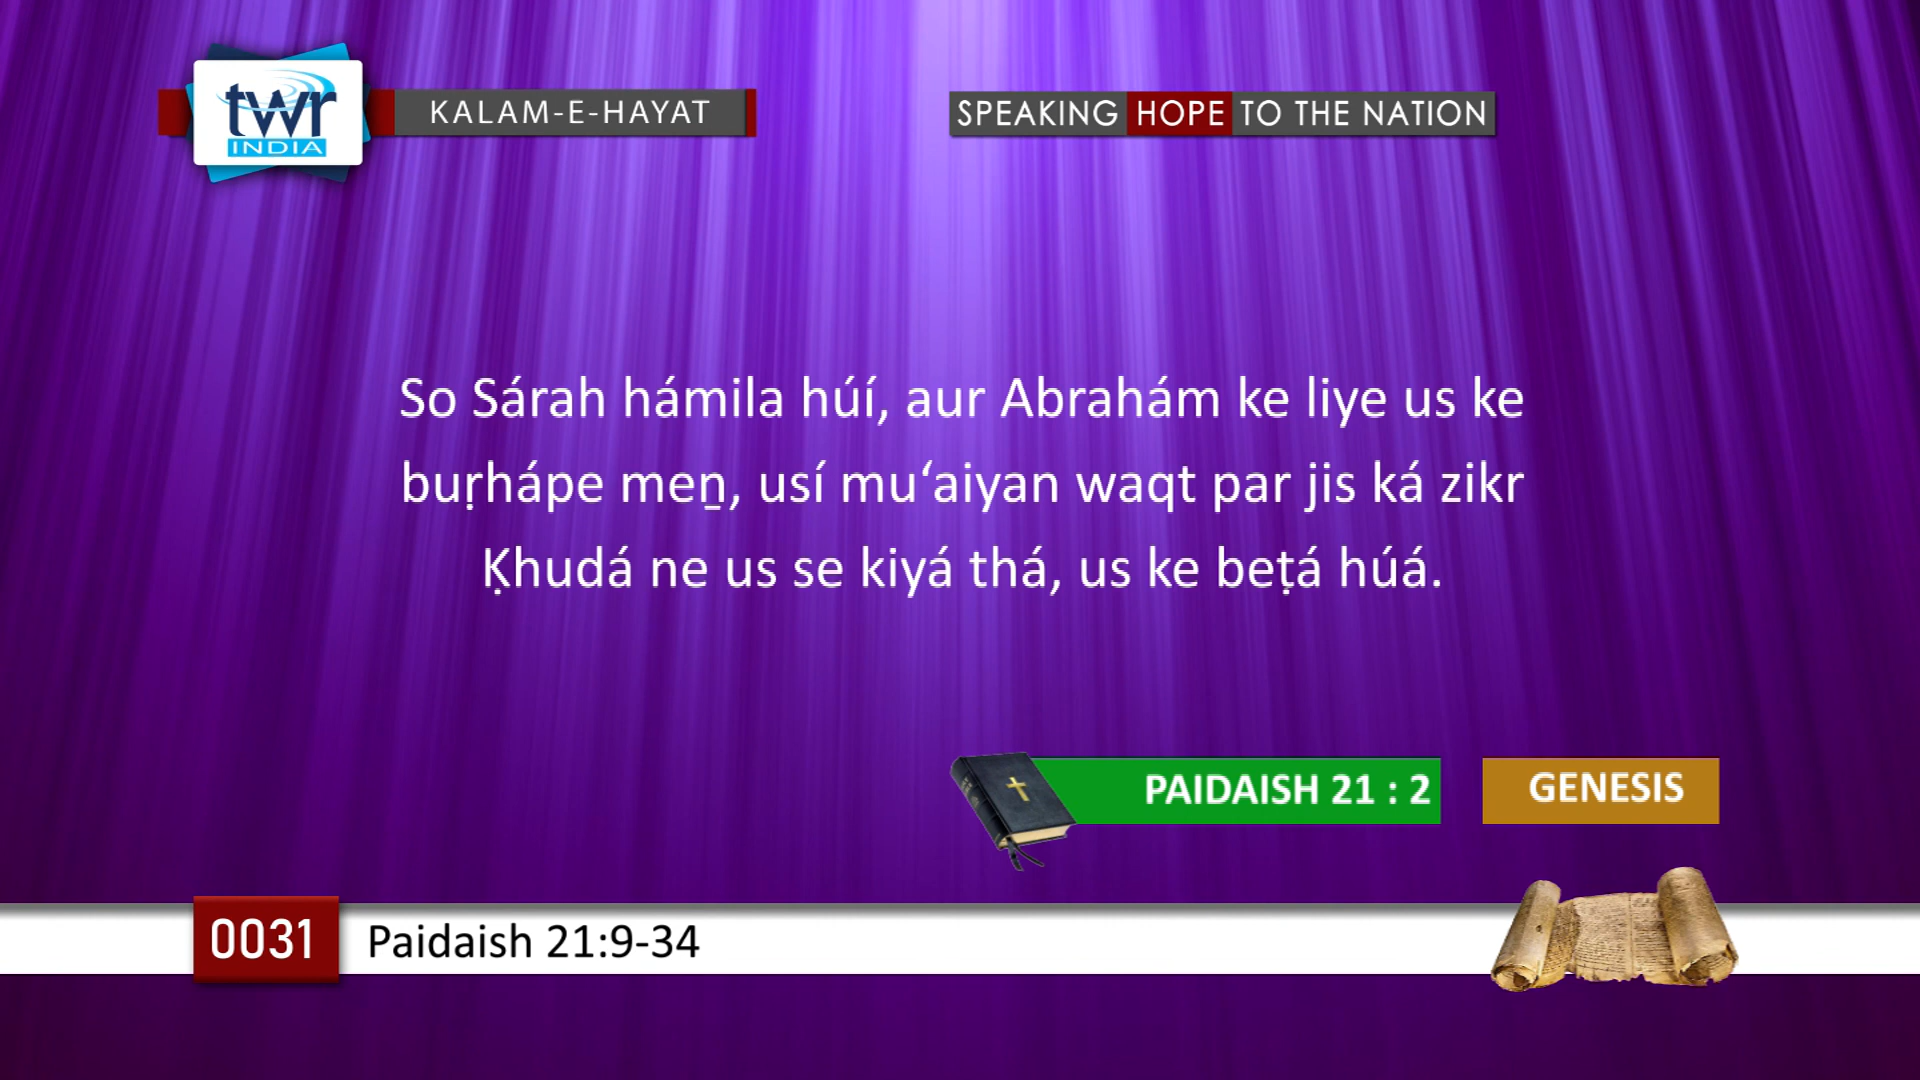 twr
INDIA
KALAM-E-HAYAT
SPEAKING HOPE TO THE NATION
So Sárah hámila húí, aur Abrahám ke liye us ke
buṛhápe meṉ, usí mu‘aiyan waqt par jis ká zikr
Ḳhudá ne us se kiyá thá, us ke beṭá húá.
PAIDAISH 21 : 2
GENESIS
0031
Paidaish 21:9-34